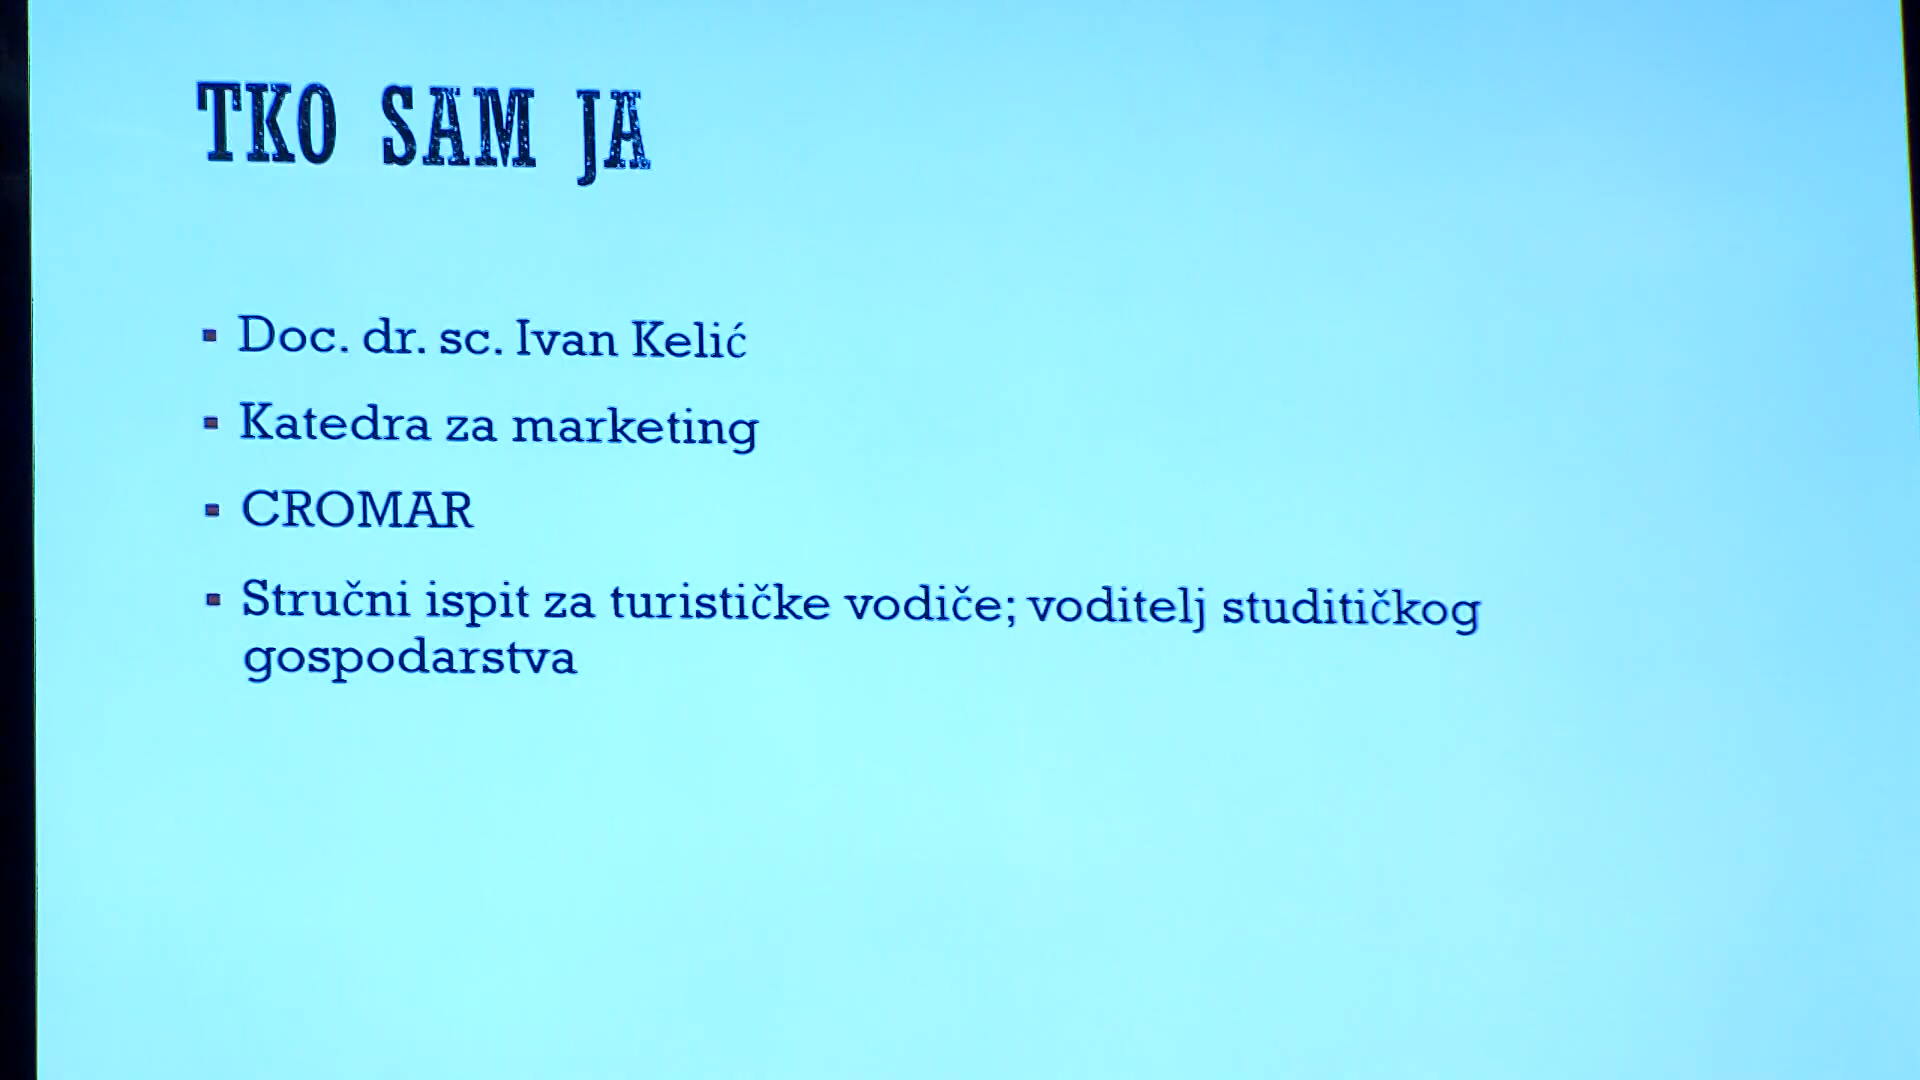 TKO SAM JA
▪ Doc. dr. sc. Ivan Kelić
▪ Katedra za marketing
▪ CROMAR
▪ Stručni ispit za turističke vodiče; voditelj studitičkog
gospodarstva